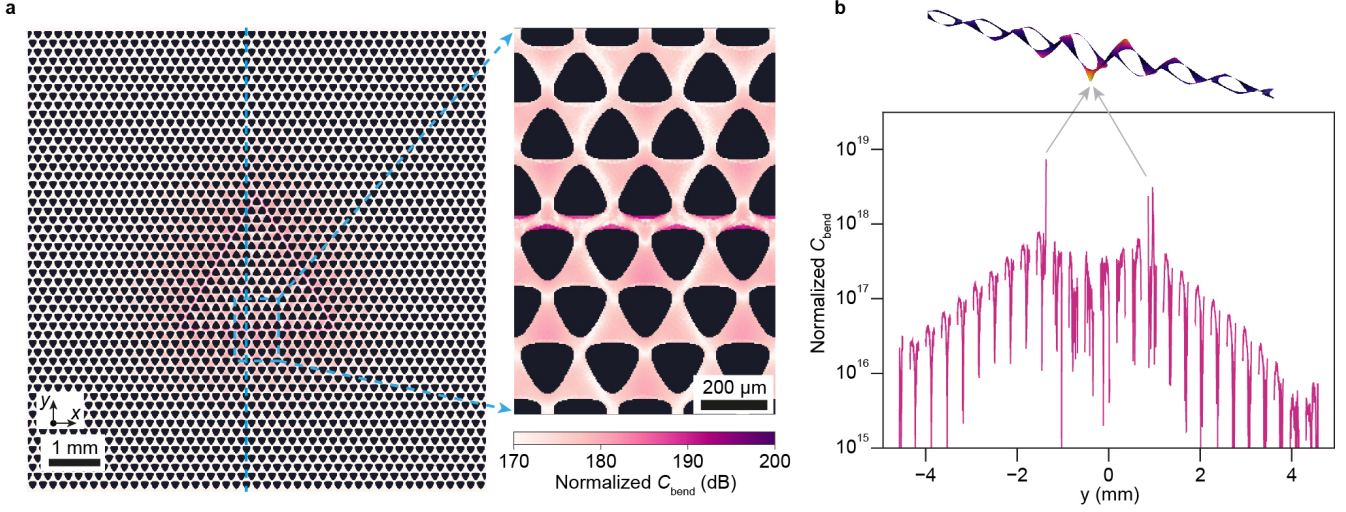 a
y
x
1 mm
200 µm
170 180 190 200
Normalized C_bend (dB)
b
Normalized C_bend
10^19
10^18
10^17
10^16
10^15
−4 −2 0 2 4
y (mm)